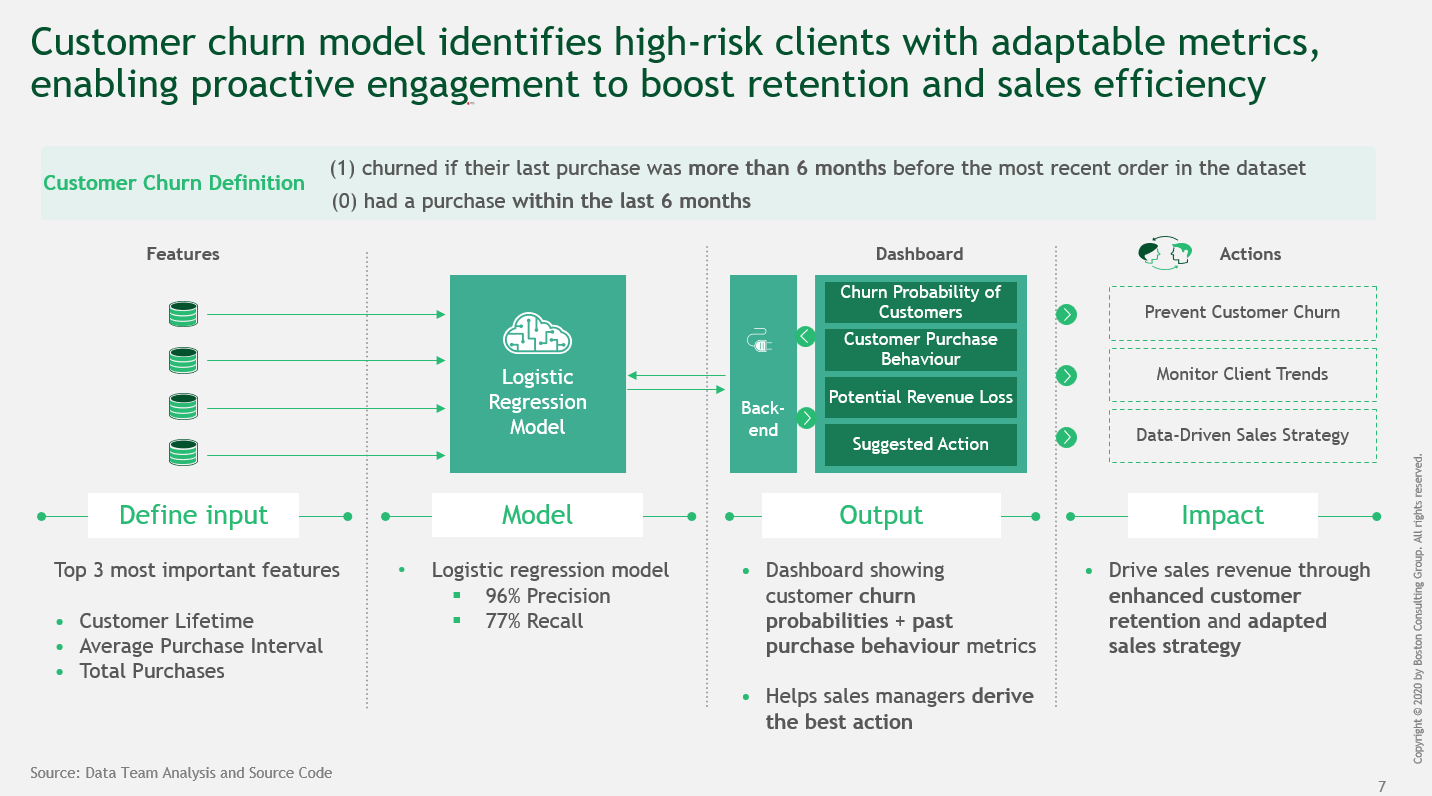 Customer churn model identifies high-risk clients with adaptable metrics,
enabling proactive engagement to boost retention and sales efficiency
Customer Churn Definition
(1) churned if their last purchase was more than 6 months before the most recent order in the dataset
(0) had a purchase within the last 6 months
Features
Logistic
Regression
Model
Dashboard
Back-
end
Churn Probability of
Customers
Customer Purchase
Behaviour
Potential Revenue Loss
Suggested Action
Actions
Prevent Customer Churn
Monitor Client Trends
Data-Driven Sales Strategy
Define input
Top 3 most important features
• Customer Lifetime
• Average Purchase Interval
• Total Purchases
Model
• Logistic regression model
▪ 96% Precision
▪ 77% Recall
Output
• Dashboard showing
customer churn
probabilities + past
purchase behaviour metrics
• Helps sales managers derive
the best action
Impact
• Drive sales revenue through
enhanced customer
retention and adapted
sales strategy
Source: Data Team Analysis and Source Code
Copyright © 2020 by Boston Consulting Group. All rights reserved.
7